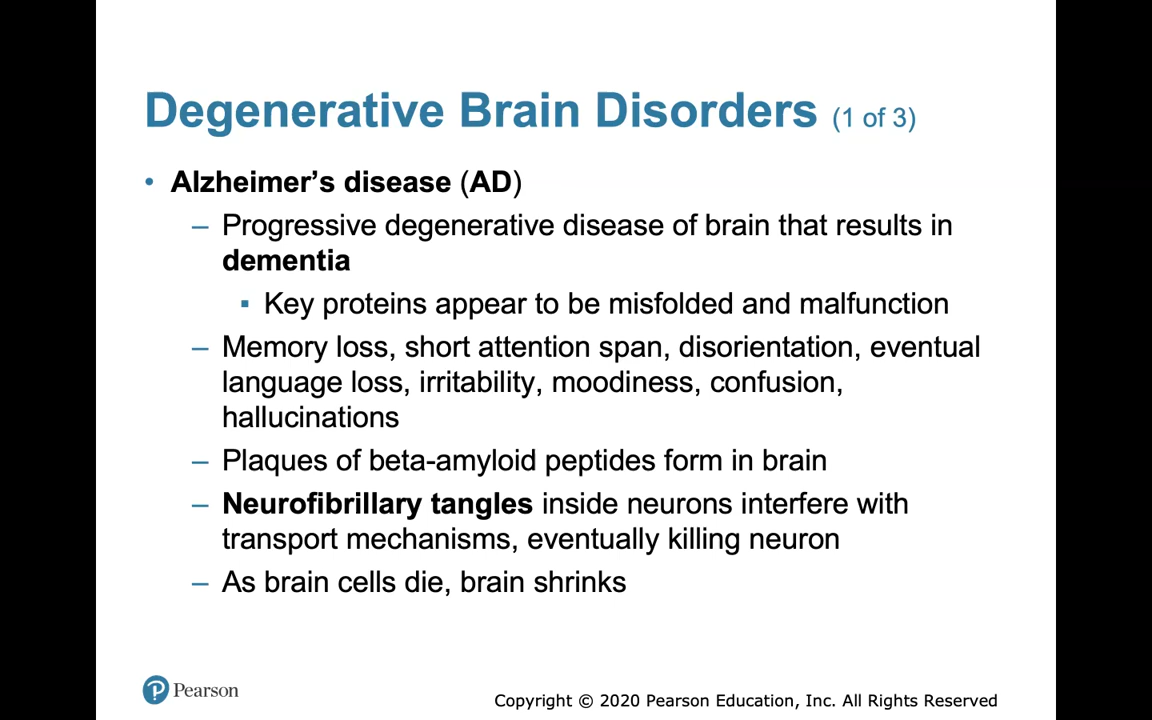 Degenerative Brain Disorders (1 of 3)
• Alzheimer’s disease (AD)
– Progressive degenerative disease of brain that results in
dementia
▪ Key proteins appear to be misfolded and malfunction
– Memory loss, short attention span, disorientation, eventual
language loss, irritability, moodiness, confusion,
hallucinations
– Plaques of beta-amyloid peptides form in brain
– Neurofibrillary tangles inside neurons interfere with
transport mechanisms, eventually killing neuron
– As brain cells die, brain shrinks
Pearson
Copyright © 2020 Pearson Education, Inc. All Rights Reserved